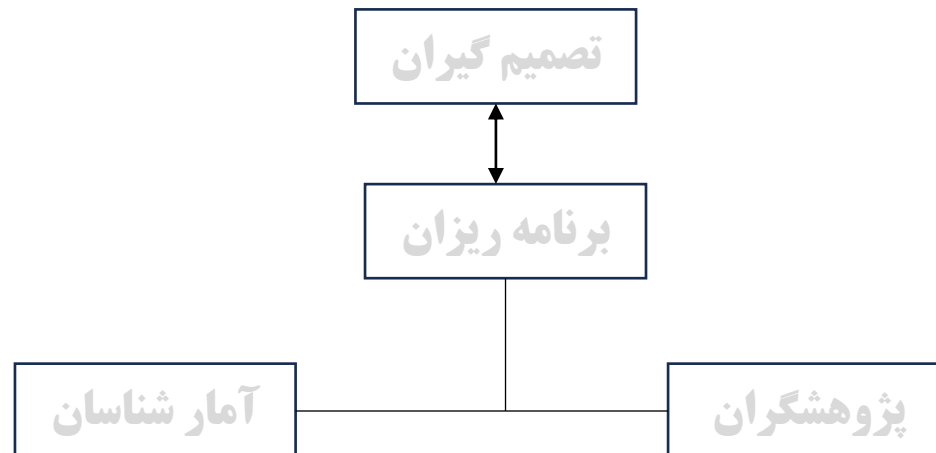 تصمیم گیران
برنامه ریزان
پژوهشگران
آمار شناسان